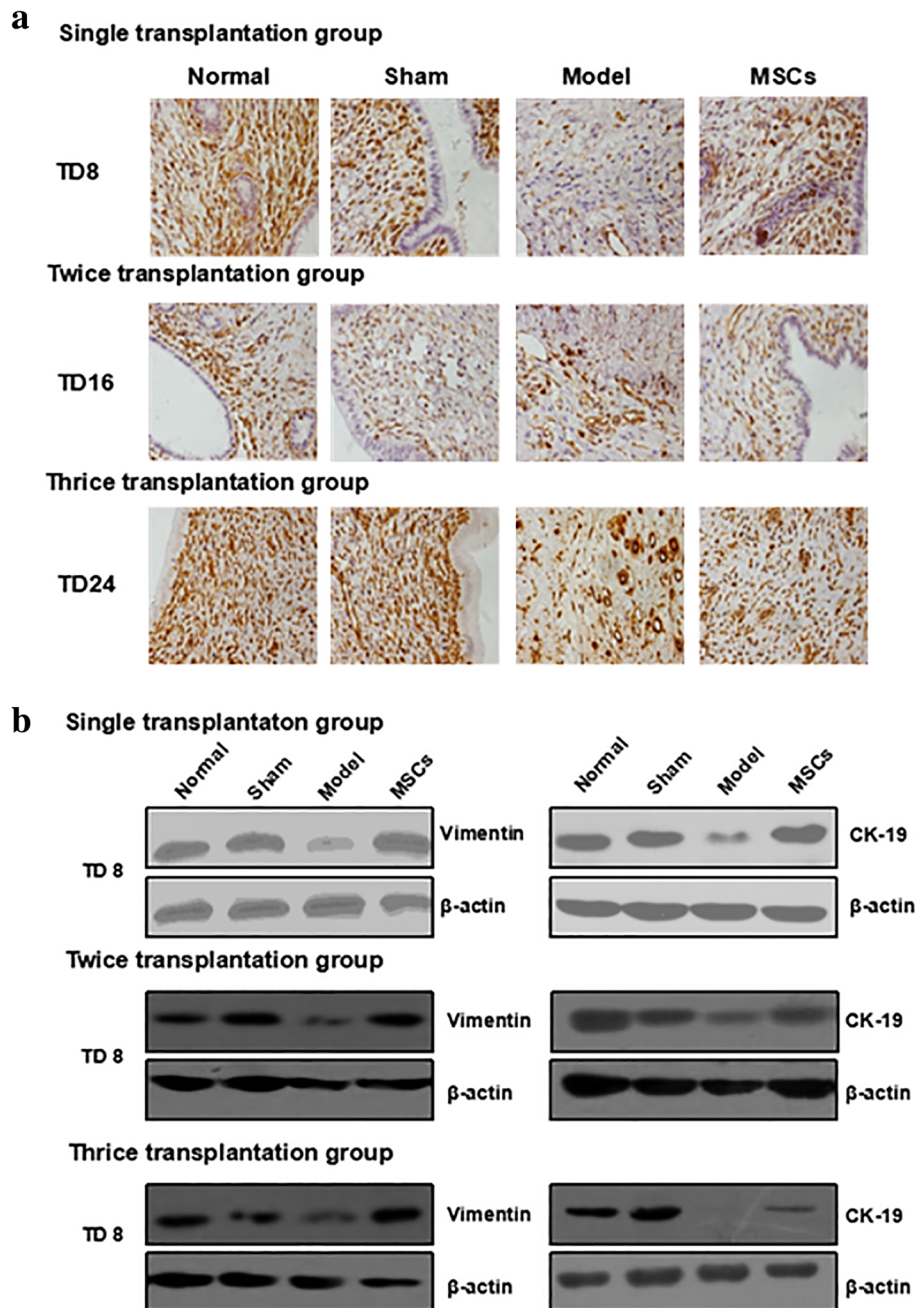 a
Single transplantation group
Normal Sham Model MSCs
TD8
Twice transplantation group
TD16
Thrice transplantation group
TD24
b
Single transplantaton group
Normal Sham Model MSCs Normal Sham Model MSCs
Vimentin CK-19
TD 8
β-actin β-actin
Twice transplantation group
Vimentin CK-19
TD 8
β-actin β-actin
Thrice transplantation group
Vimentin CK-19
TD 8
β-actin β-actin